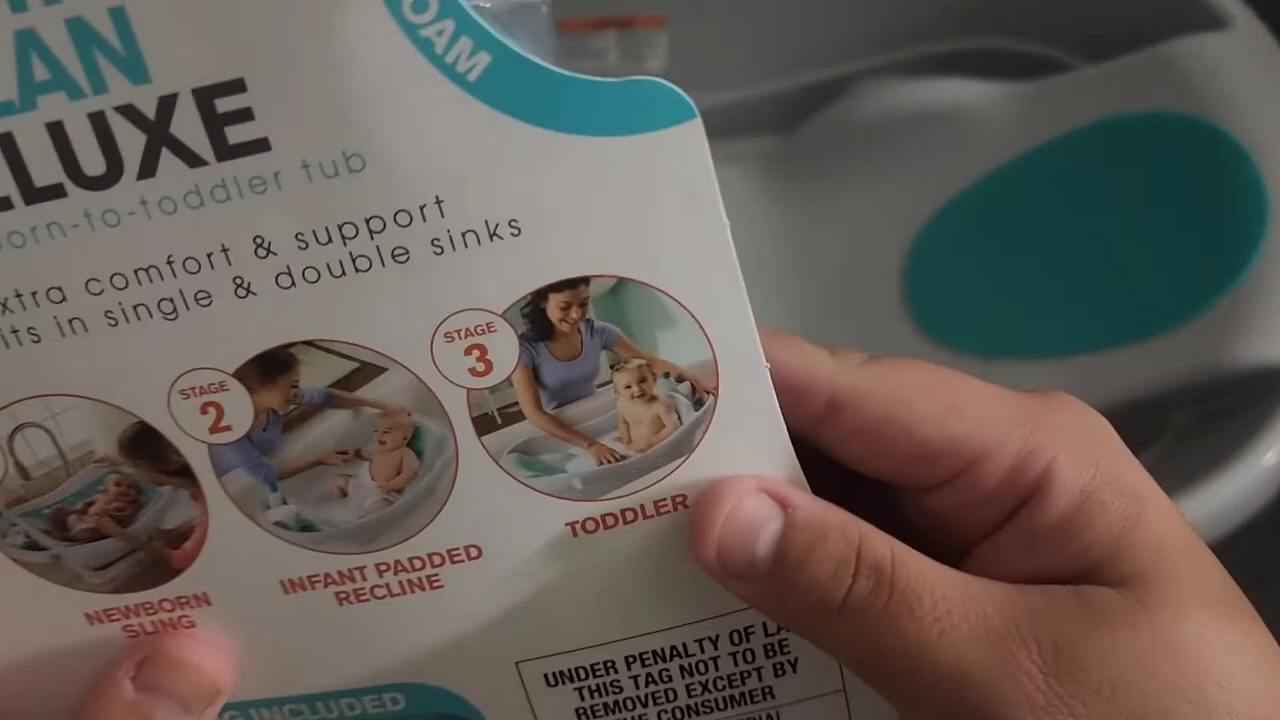 OAM
LAN
LUXE
orn-to-toddler tub
xtra comfort & support
its in single & double sinks
STAGE
3
STAGE
2
TODDLER
INFANT PADDED
RECLINE
NEWBORN
SLING
UNDER PENALTY OF LA
THIS TAG NOT TO BE
REMOVED EXCEPT BY
THE CONSUMER
G INCLUDED